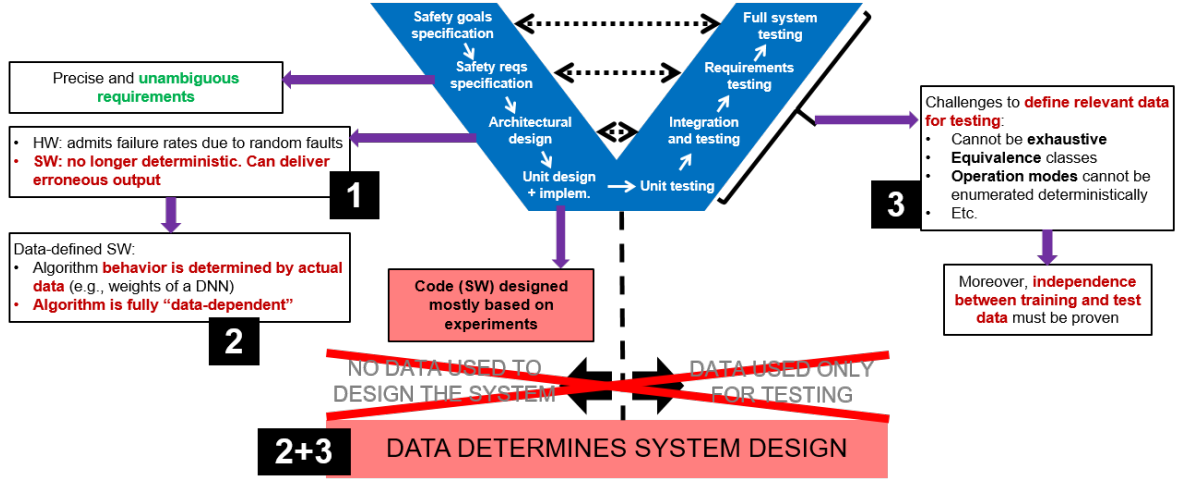 Safety goals
specification
Safety reqs
specification
Architectural
design
Unit design
+ implem.
Unit testing
Integration
and testing
Requirements
testing
Full system
testing
Precise and unambiguous
requirements
• HW: admits failure rates due to random faults
• SW: no longer deterministic. Can deliver
erroneous output
1
Data-defined SW:
• Algorithm behavior is determined by actual
data (e.g., weights of a DNN)
• Algorithm is fully “data-dependent”
2
Code (SW) designed
mostly based on
experiments
Challenges to define relevant data
for testing:
• Cannot be exhaustive
• Equivalence classes
• Operation modes cannot be
enumerated deterministically
• Etc.
3
Moreover, independence
between training and test
data must be proven
NO DATA USED TO
DESIGN THE SYSTEM
DATA USED ONLY
FOR TESTING
2+3
DATA DETERMINES SYSTEM DESIGN